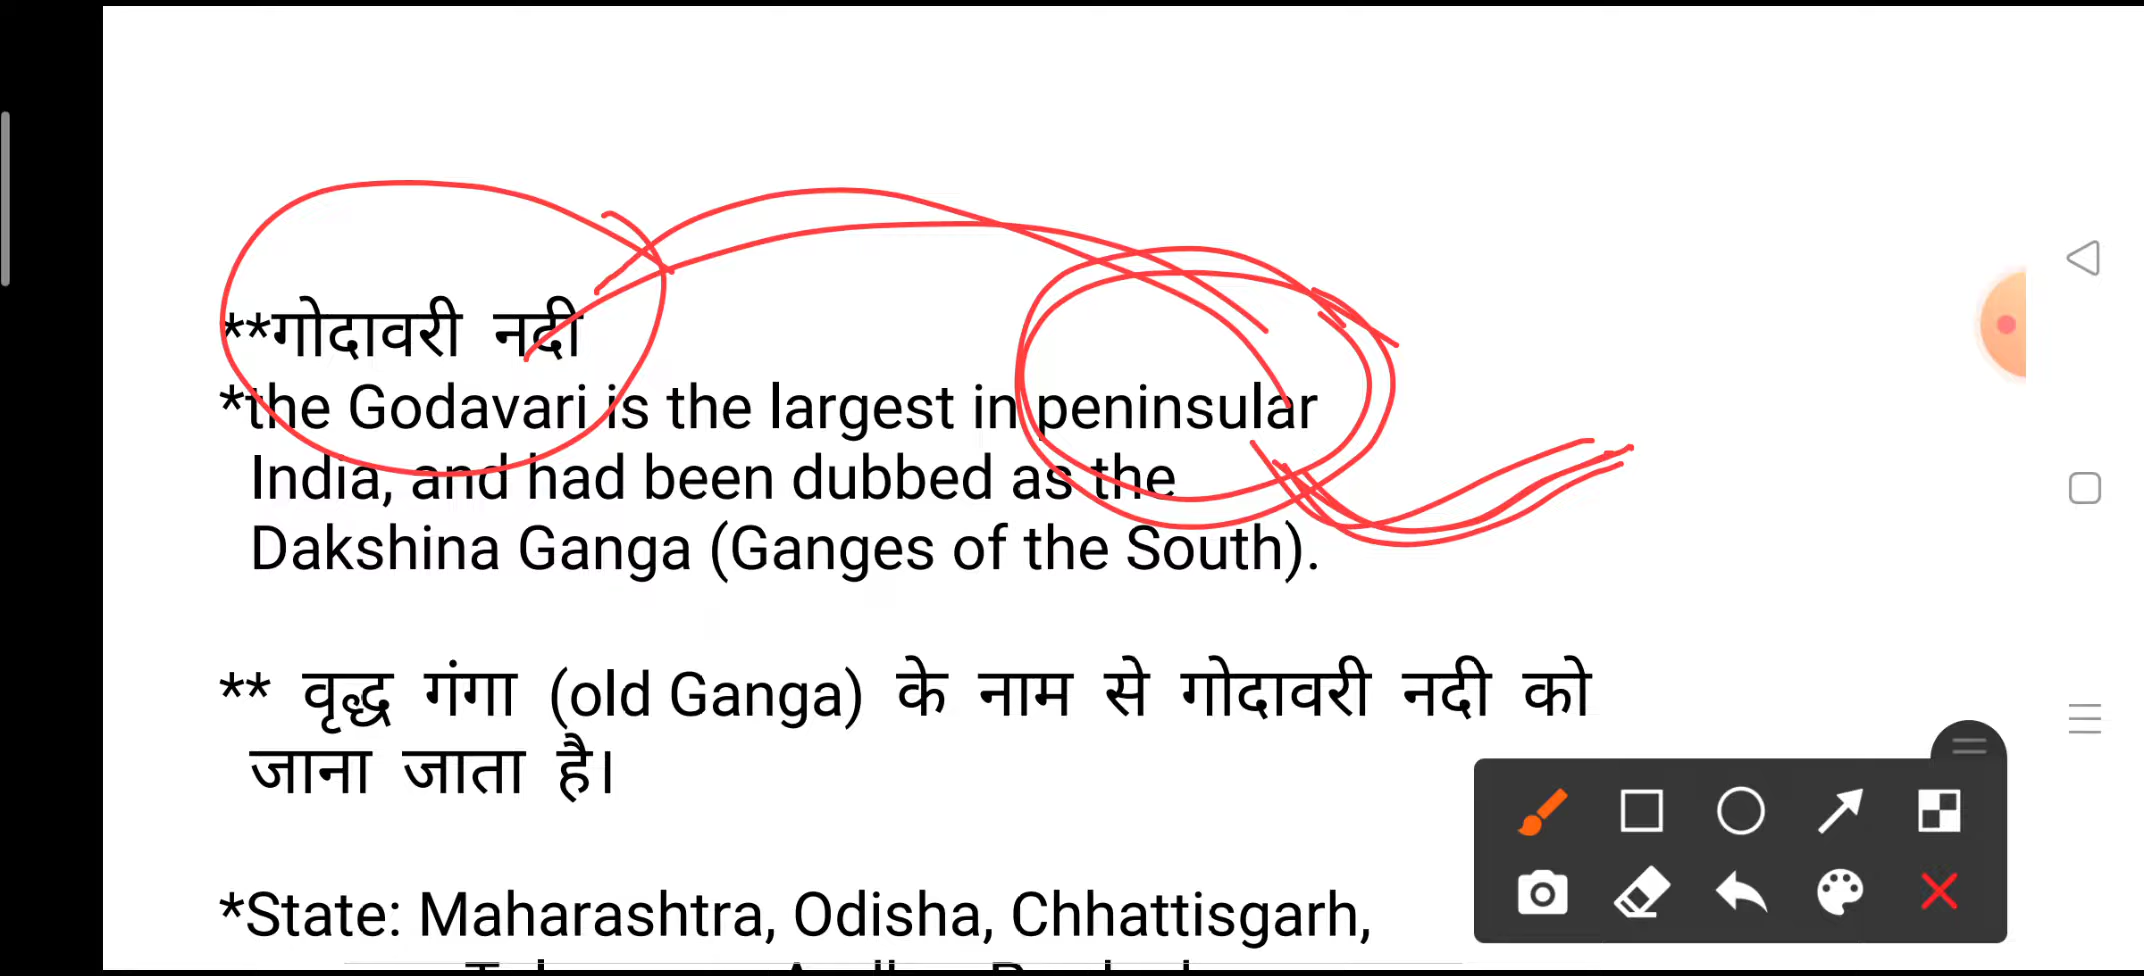 **गोदावरी नदी
*the Godavari is the largest in peninsular
India, and had been dubbed as the
Dakshina Ganga (Ganges of the South).
** वृद्ध गंगा (old Ganga) के नाम से गोदावरी नदी को
जाना जाता है।
*State: Maharashtra, Odisha, Chhattisgarh,